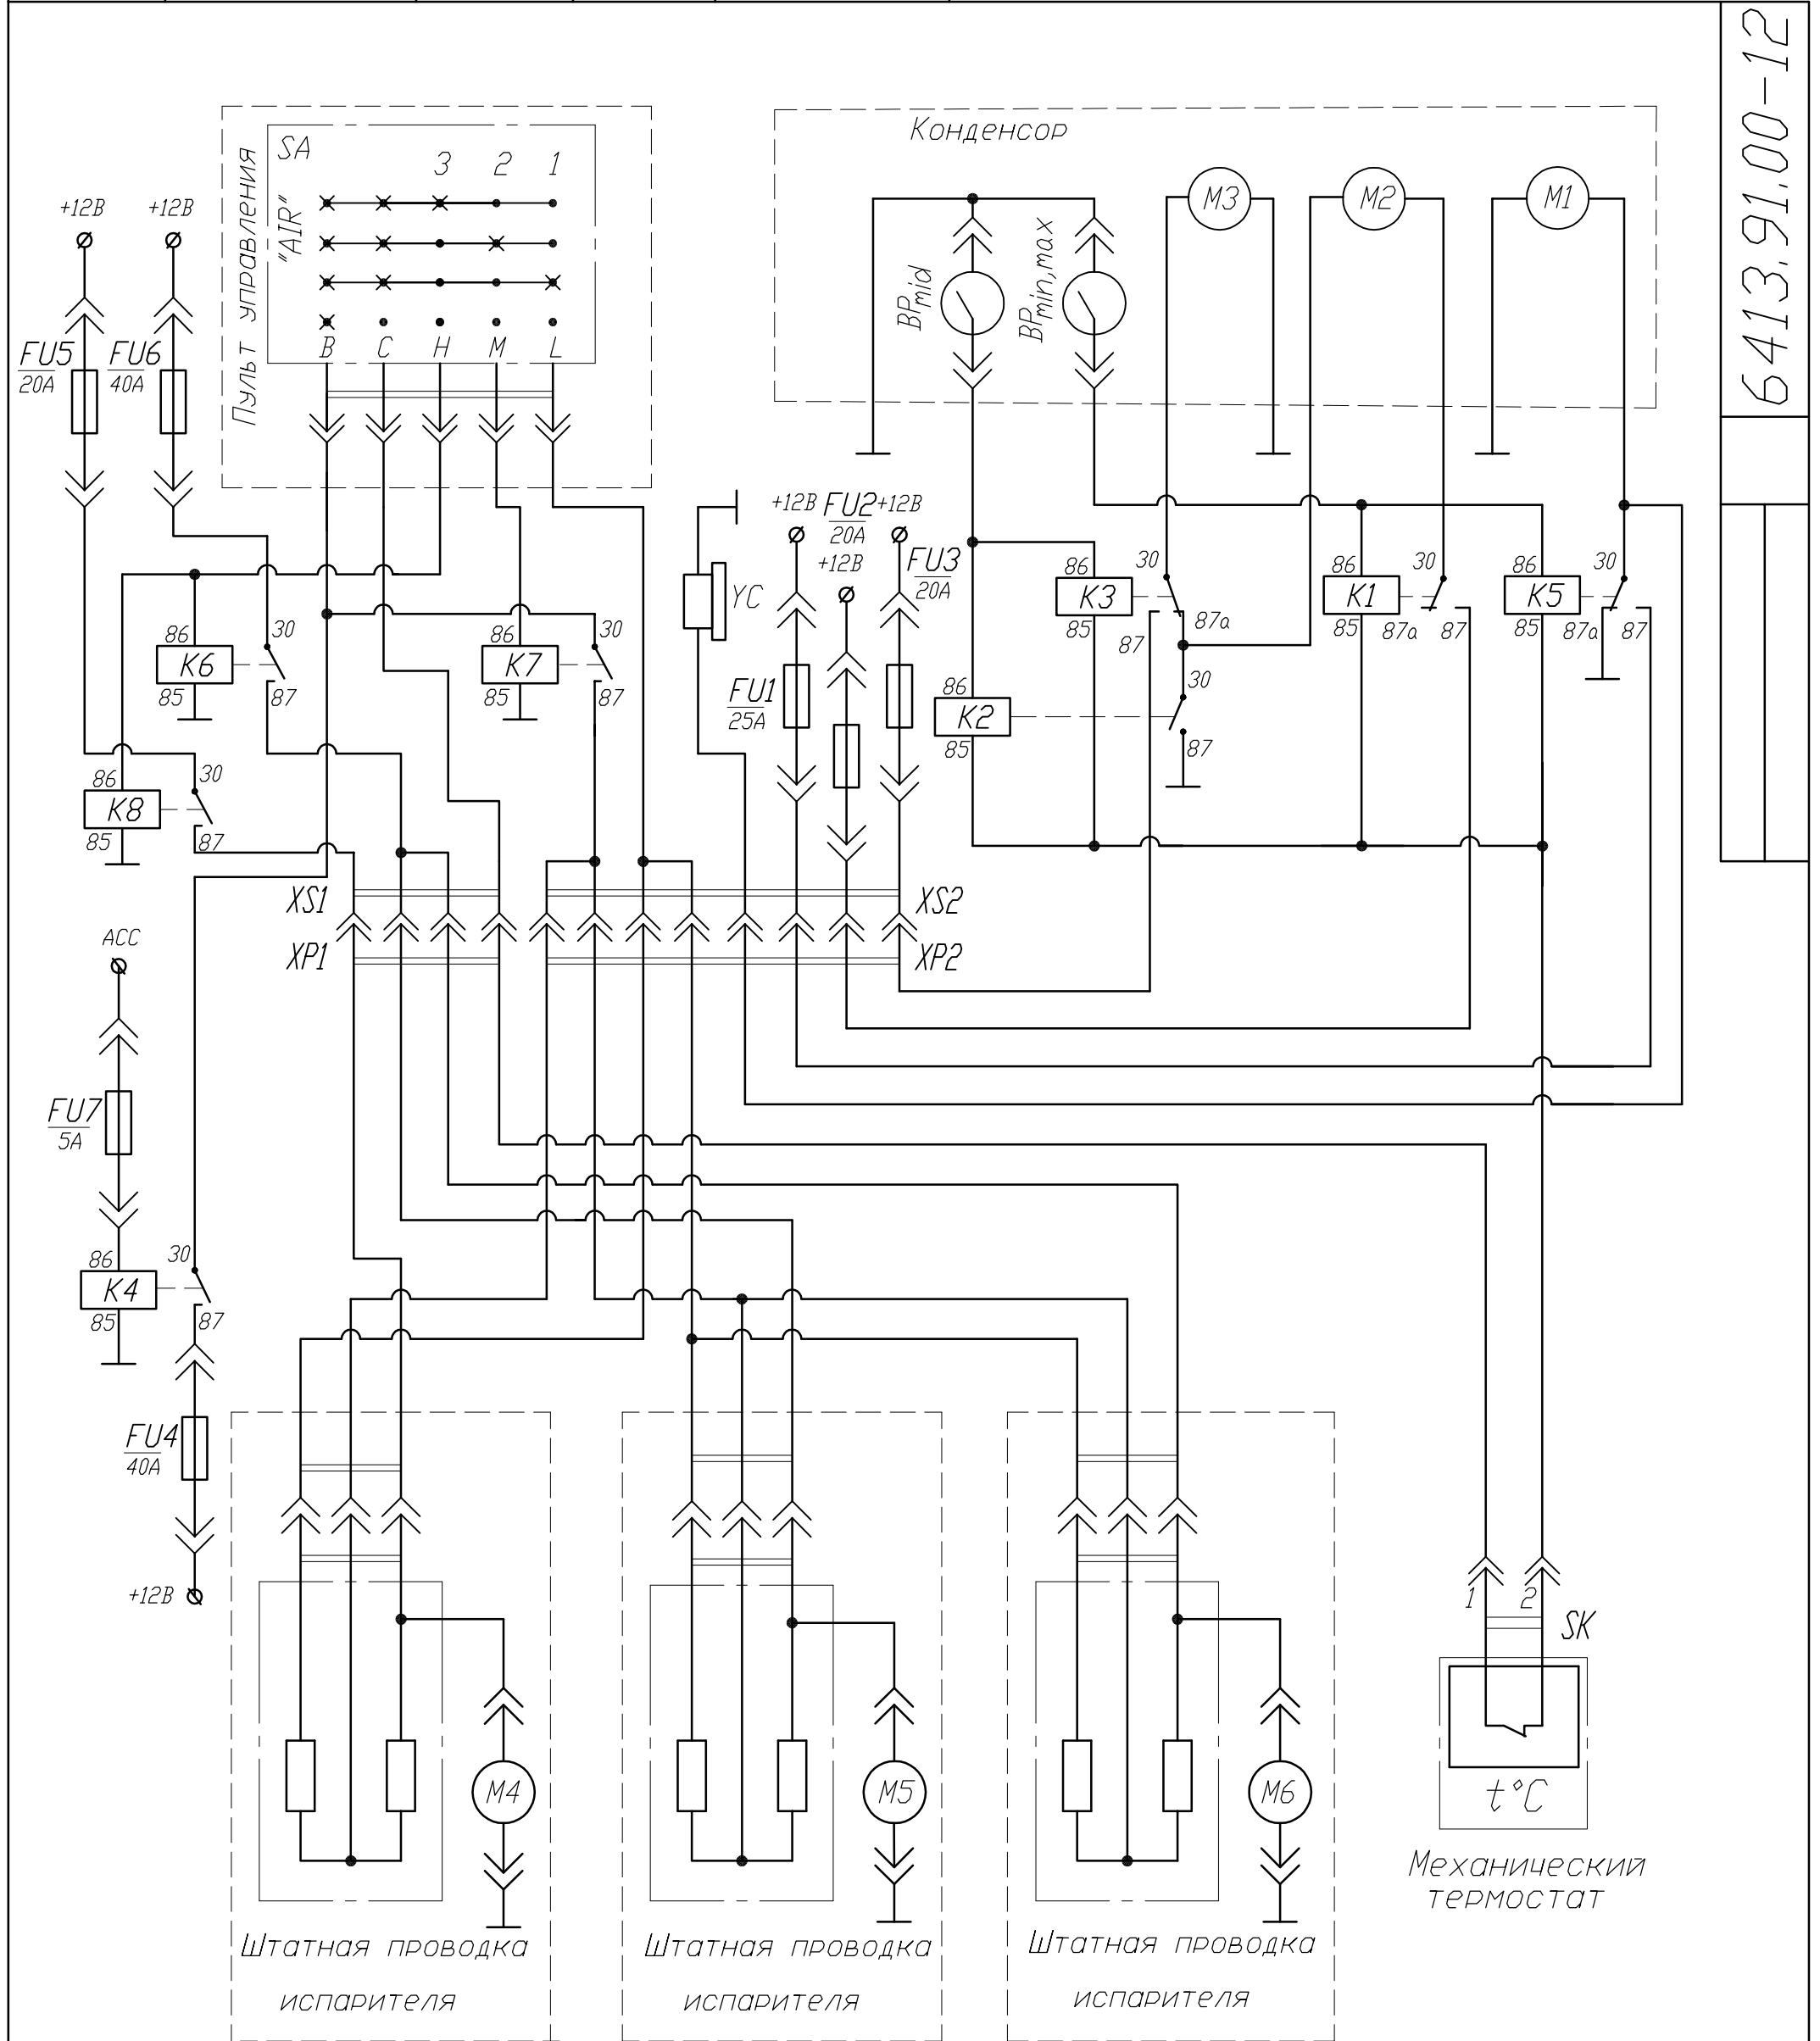 6413.91.00-12
Пульт управления
SA
"AIR"
3 2 1
B C H M L
Конденсор
BPmid
BPmin,max
M3
M2
M1
+12В
+12В
FU5
20A
FU6
40A
+12В
FU2
20A
+12В
+12В
FU3
20A
YC
FU1
25A
86
K3
85
30
87
87а
86
K1
85
30
87а
87
86
K5
85
30
87а
87
86
K6
85
30
87
86
K7
85
30
87
86
K2
85
30
87
86
K8
85
30
87
XS1
XS2
XP1
XP2
ACC
FU7
5A
86
K4
85
30
87
FU4
40A
+12В
1 2
SK
M4
M5
M6
t°C
Механический
термостат
Штатная проводка
испарителя
Штатная проводка
испарителя
Штатная проводка
испарителя